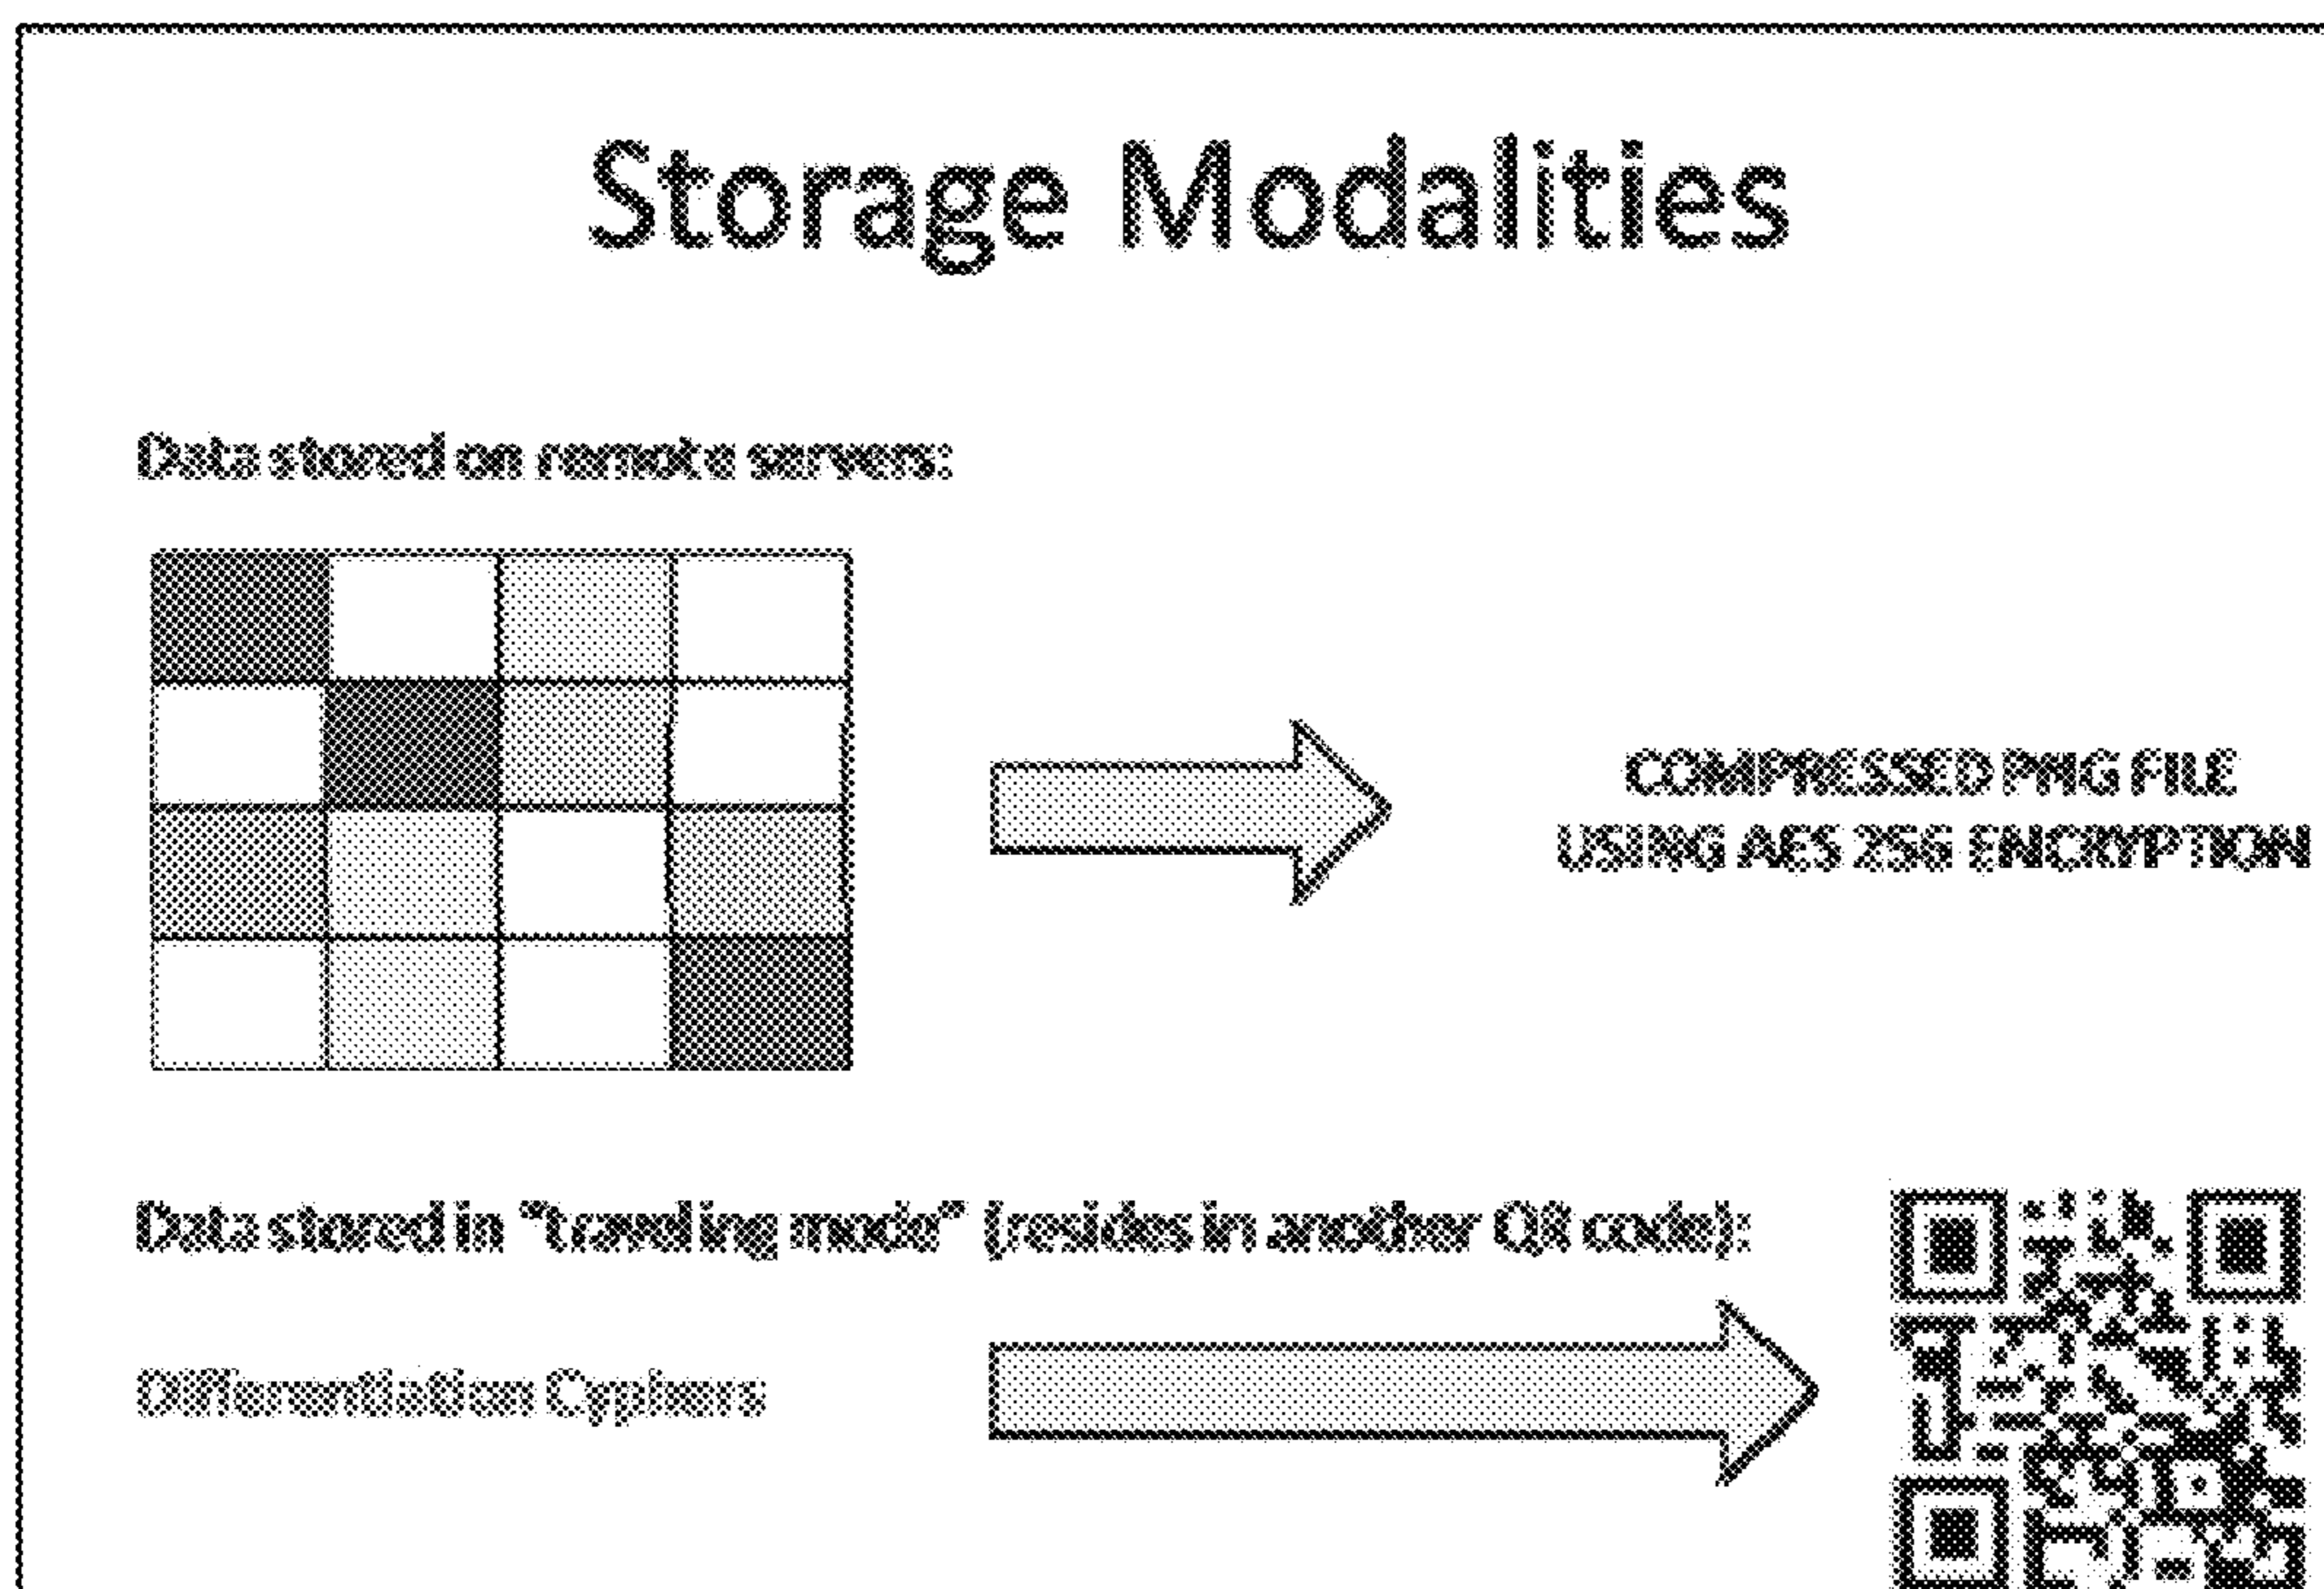 Storage Modalities
Data stored on remote servers:
COMPRESSED PNG FILE
USING AES 256 ENCRYPTION
Data stored in "traveling mode" (resides in another QR code):
Differentiation Cyphers